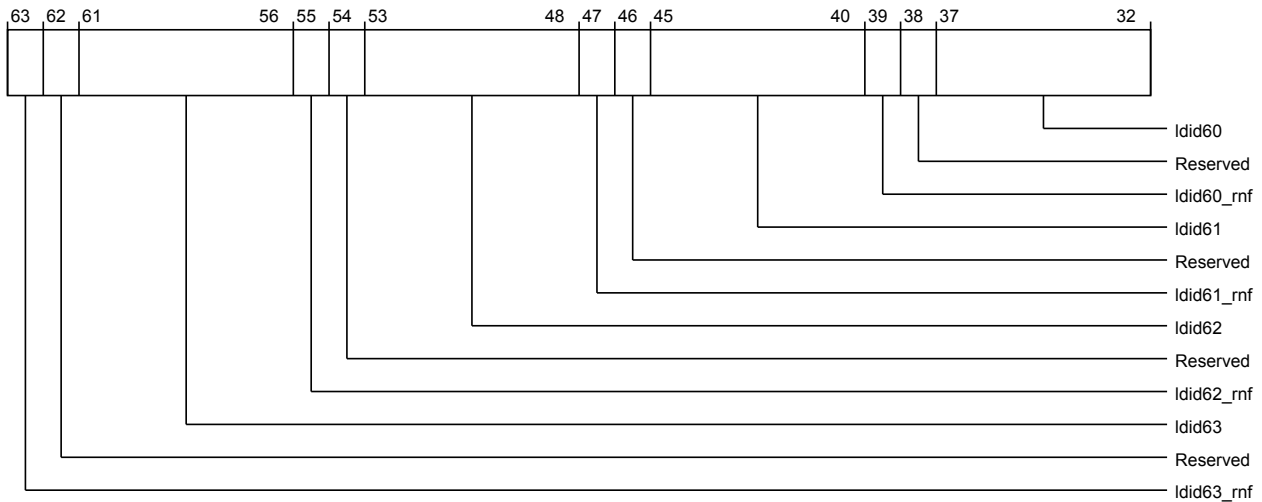 63 62 61 56 55 54 53 48 47 46 45 40 39 38 37 32
ldid60
Reserved
ldid60_rnf
ldid61
Reserved
ldid61_rnf
ldid62
Reserved
ldid62_rnf
ldid63
Reserved
ldid63_rnf